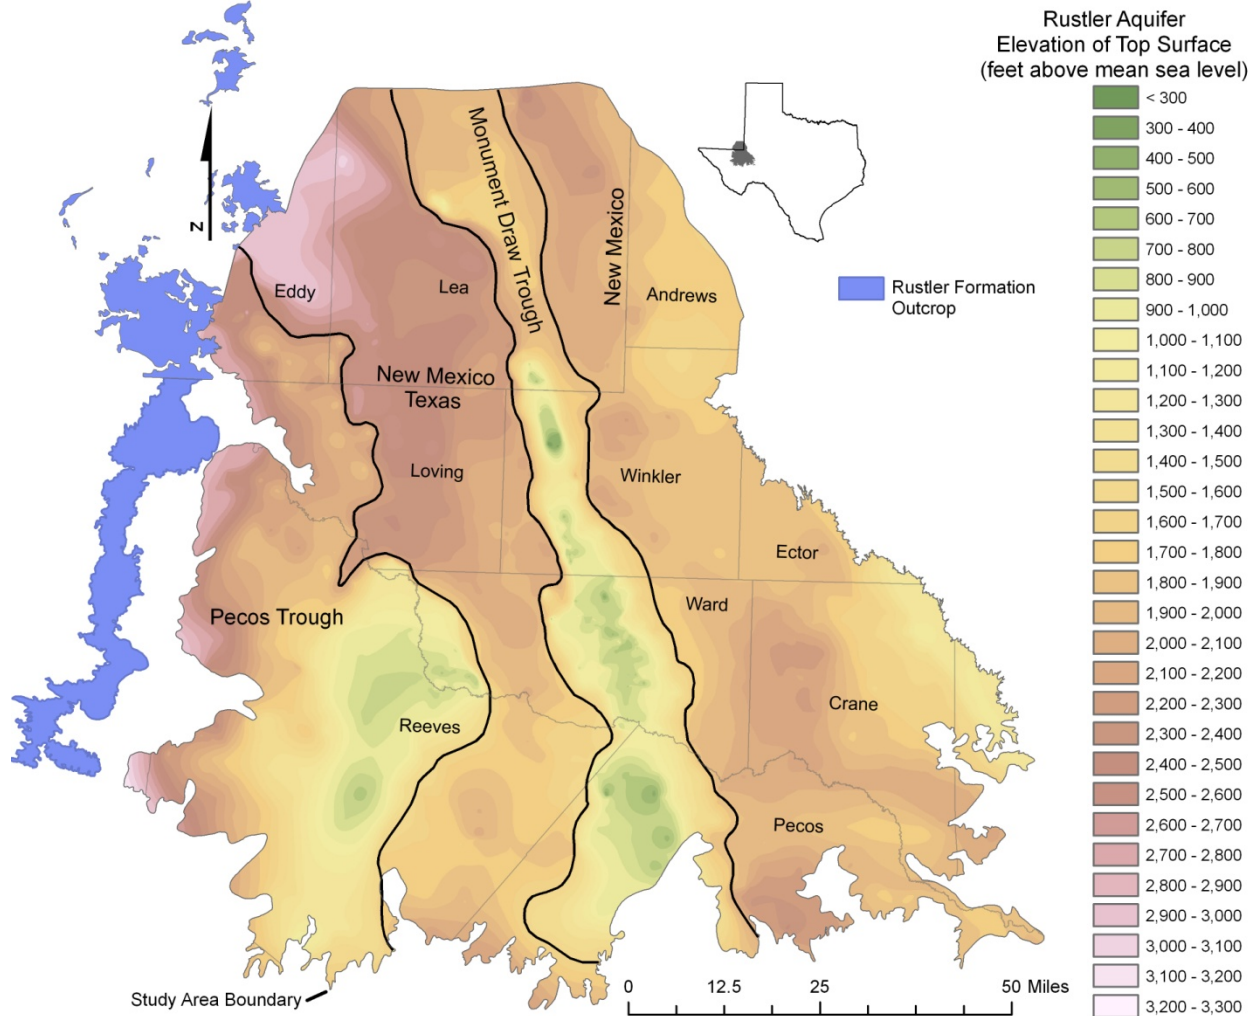 Rustler Aquifer
Elevation of Top Surface
(feet above mean sea level)
< 300
300 - 400
400 - 500
500 - 600
600 - 700
700 - 800
800 - 900
900 - 1,000
1,000 - 1,100
1,100 - 1,200
1,200 - 1,300
1,300 - 1,400
1,400 - 1,500
1,500 - 1,600
1,600 - 1,700
1,700 - 1,800
1,800 - 1,900
1,900 - 2,000
2,000 - 2,100
2,100 - 2,200
2,200 - 2,300
2,300 - 2,400
2,400 - 2,500
2,500 - 2,600
2,600 - 2,700
2,700 - 2,800
2,800 - 2,900
2,900 - 3,000
3,000 - 3,100
3,100 - 3,200
3,200 - 3,300
Rustler Formation
Outcrop
N
Monument Draw Trough
New Mexico
Eddy
Lea
Andrews
New Mexico
Texas
Loving
Winkler
Ector
Pecos Trough
Ward
Reeves
Crane
Pecos
Study Area Boundary
0 12.5 25 50 Miles